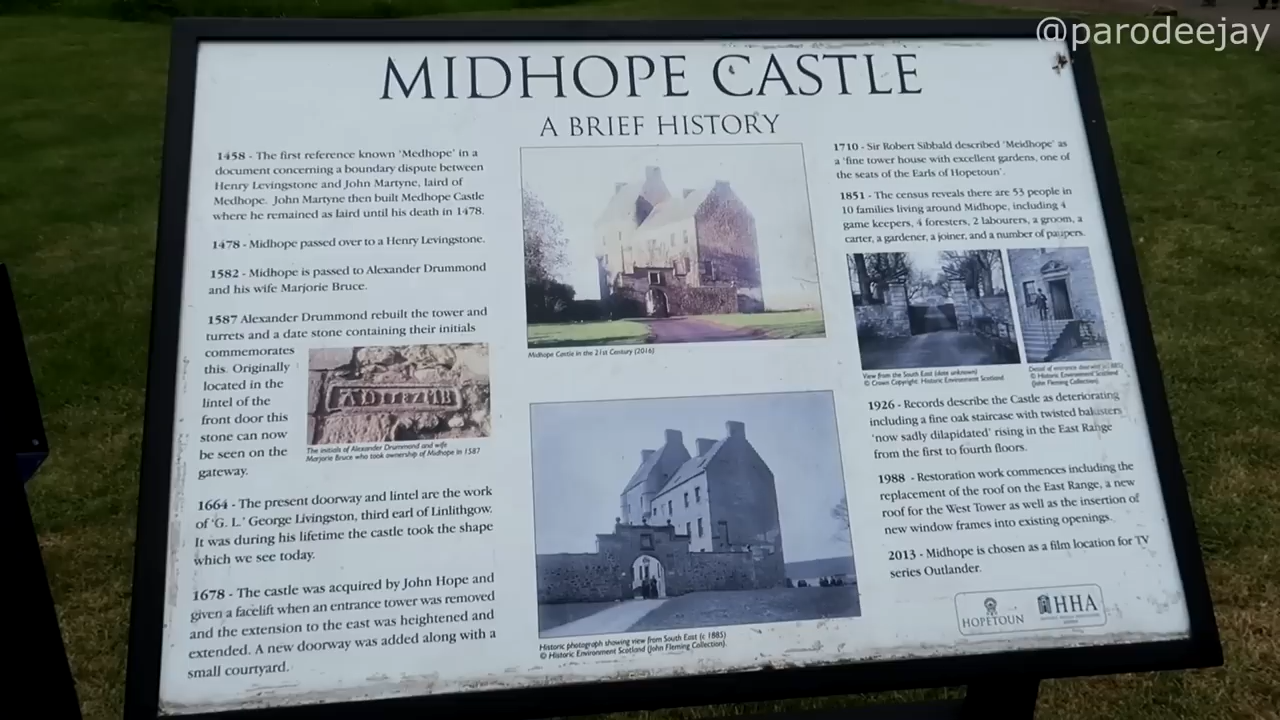 @parodeejay
MIDHOPE CASTLE
A BRIEF HISTORY
1458 - The first reference known 'Medhope' in a
document concerning a boundary dispute between
Henry Levingstone and John Martyne, laird of
Medhope. John Martyne then built Medhope Castle
where he remained as laird until his death in 1478.
1478 - Midhope passed over to a Henry Levingstone.
1582 - Midhope is passed to Alexander Drummond
and his wife Marjorie Bruce.
1587 Alexander Drummond rebuilt the tower and
turrets and a date stone containing their initials
commemorates
this. Originally
located in the
lintel of the
front door this
stone can now
be seen on the
gateway.
AD1587MB
The initials of Alexander Drummond and wife
Marjorie Bruce who took ownership of Midhope in 1587
1664 - The present doorway and lintel are the work
of 'G. L.' George Livingston, third earl of Linlithgow.
It was during his lifetime the castle took the shape
which we see today.
1678 - The castle was acquired by John Hope and
given a facelift when an entrance tower was removed
and the extension to the east was heightened and
extended. A new doorway was added along with a
small courtyard.
Midhope Castle in the 21st Century (2016)
Historic photograph showing view from South East (c 1885)
© Historic Environment Scotland (John Fleming Collection).
1710 - Sir Robert Sibbald described 'Meidhope' as
a 'fine tower house with excellent gardens, one of
the seats of the Earls of Hopetoun'.
1851 - The census reveals there are 53 people in
10 families living around Midhope, including 4
game keepers, 4 foresters, 2 labourers, a groom, a
carter, a gardener, a joiner, and a number of paupers.
View from the South East (date unknown)
© Crown Copyright: Historic Environment Scotland
Detail of entrance doorway
© Historic Environment Scotland
(John Fleming Collection).
1926 - Records describe the Castle as deteriorating
including a fine oak staircase with twisted balusters
'now sadly dilapidated' rising in the East Range
from the first to fourth floors.
1988 - Restoration work commences including the
replacement of the roof on the East Range, a new
roof for the West Tower as well as the insertion of
new window frames into existing openings.
2013 - Midhope is chosen as a film location for TV
series Outlander.
HOPETOUN
HHA